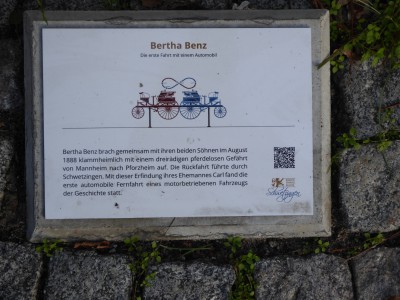 Bertha Benz
Die erste Fahrt mit einem Automobil
Bertha Benz brach gemeinsam mit ihren beiden Söhnen im August
1888 klammheimlich mit einem dreirädigen pferdelosen Gefährt
von Mannheim nach Pforzheim auf. Die Rückfahrt führte durch
Schwetzingen. Mit dieser Erfindung ihres Ehemannes Carl fand die
erste automobile Fernfahrt eines motorbetriebenen Fahrzeugs
der Geschichte statt.
Schwetzingen